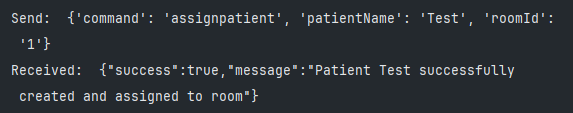 Send:  {'command': 'assignpatient', 'patientName': 'Test', 'roomId':
'1'}
Received:  {"success":true,"message":"Patient Test successfully
created and assigned to room"}